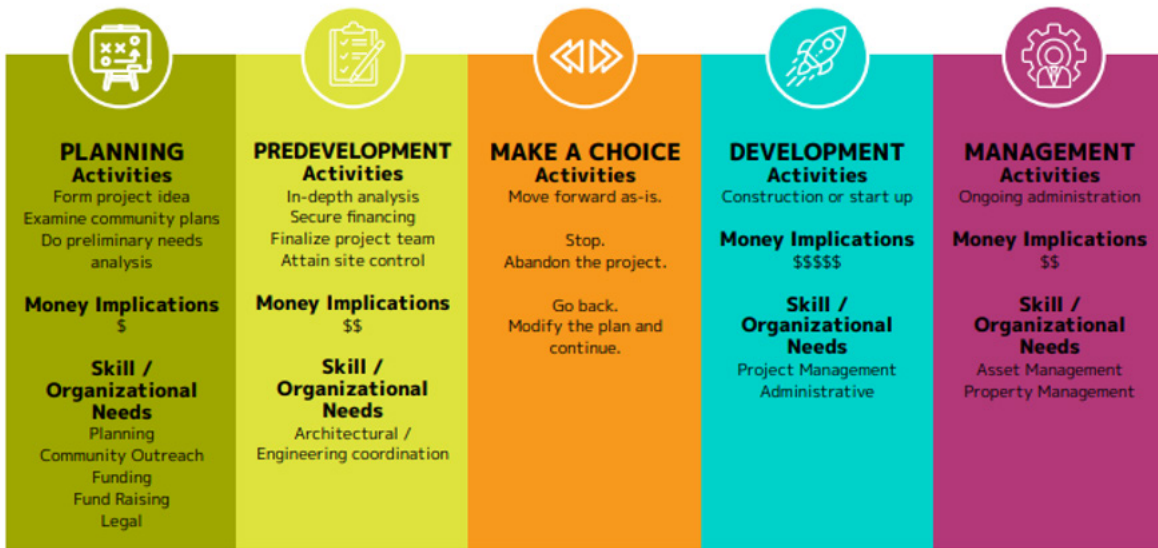 PLANNING
Activities
Form project idea
Examine community plans
Do preliminary needs
analysis
Money Implications
$
Skill /
Organizational
Needs
Planning
Community Outreach
Funding
Fund Raising
Legal
PREDEVELOPMENT
Activities
In-depth analysis
Secure financing
Finalize project team
Attain site control
Money Implications
$$
Skill /
Organizational
Needs
Architectural /
Engineering coordination
MAKE A CHOICE
Activities
Move forward as-is.
Stop.
Abandon the project.
Go back.
Modify the plan and
continue.
DEVELOPMENT
Activities
Construction or start up
Money Implications
$$$$$
Skill /
Organizational
Needs
Project Management
Administrative
MANAGEMENT
Activities
Ongoing administration
Money Implications
$$
Skill /
Organizational
Needs
Asset Management
Property Management